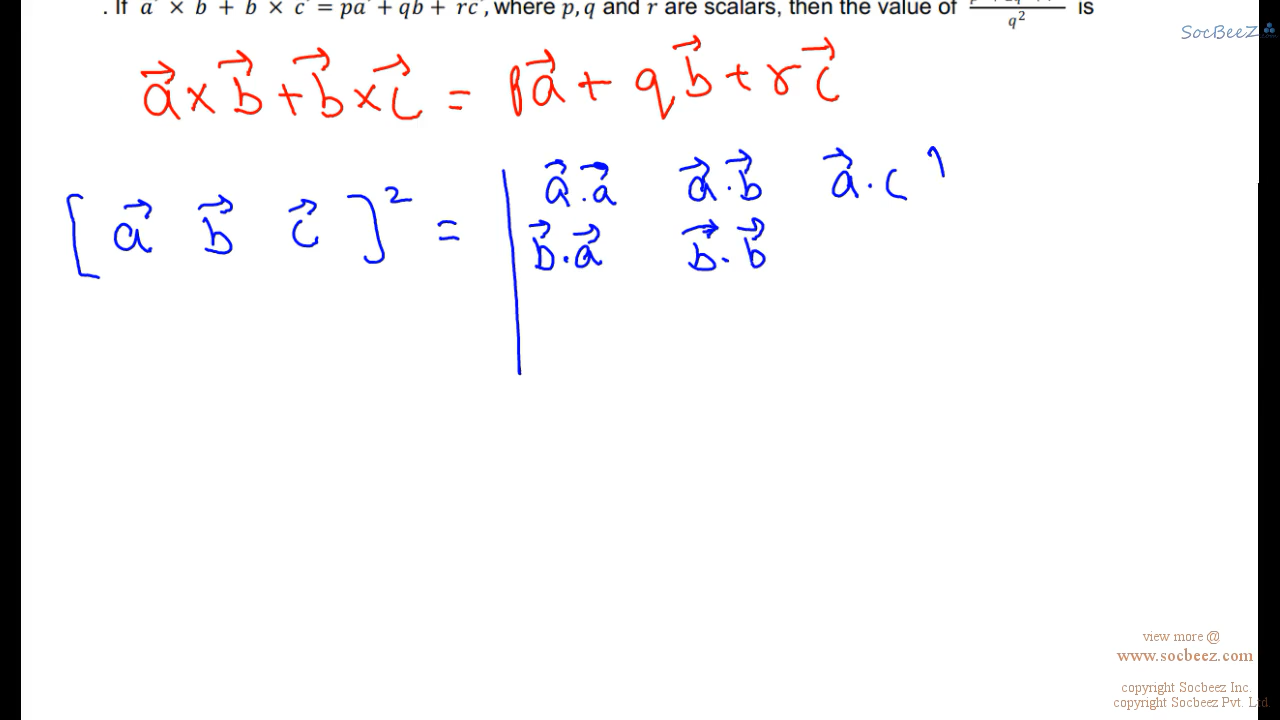 . If a⃗ × b⃗ + b⃗ × c⃗ = pa⃗ + qb⃗ + rc⃗, where p, q and r are scalars, then the value of q² is
SocBeeZ
a⃗ × b⃗ + b⃗ × c⃗ = pa⃗ + qb⃗ + rc⃗
[ a⃗ b⃗ c⃗ ]² = | a⃗.a⃗ a⃗.b⃗ a⃗.c
b⃗.a⃗ b⃗.b⃗
view more @
www.socbeez.com
copyright Socbeez Inc.
copyright Socbeez Pvt. Ltd.